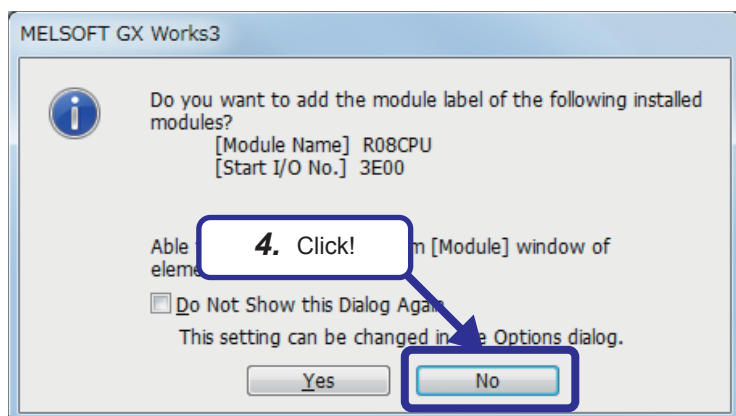 MELSOFT GX Works3
Do you want to add the module label of the following installed
modules?
[Module Name] R08CPU
[Start I/O No.] 3E00
Able
4. Click!
[Module] window of
Do Not Show this Dialog Again
This setting can be changed in the Options dialog.
Yes
No